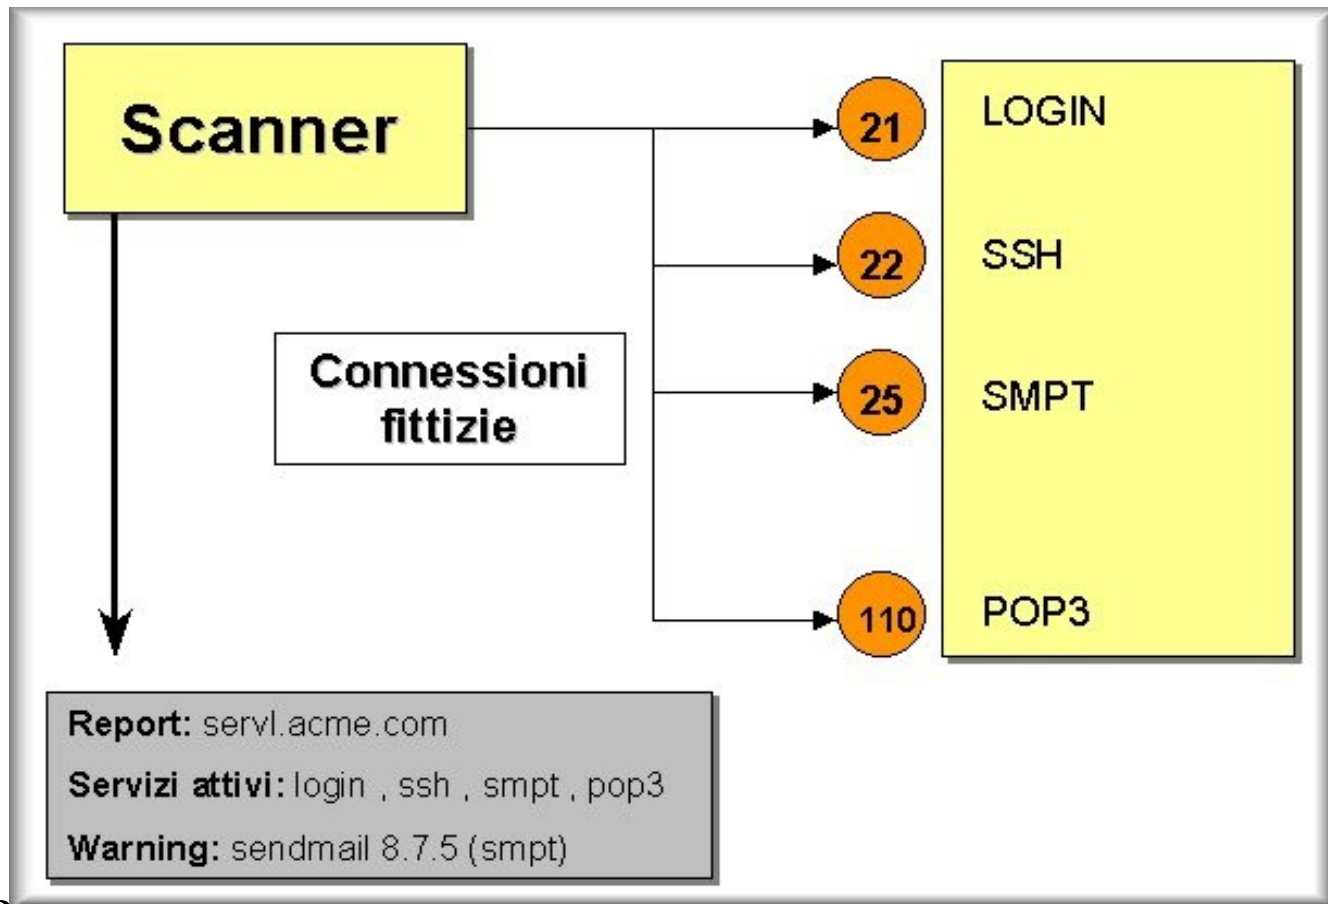 Scanner
21
LOGIN
22
SSH
Connessioni
fittizie
25
SMPT
110
POP3
Report: servl.acme.com
Servizi attivi: login , ssh , smpt , pop3
Warning: sendmail 8.7.5 (smpt)